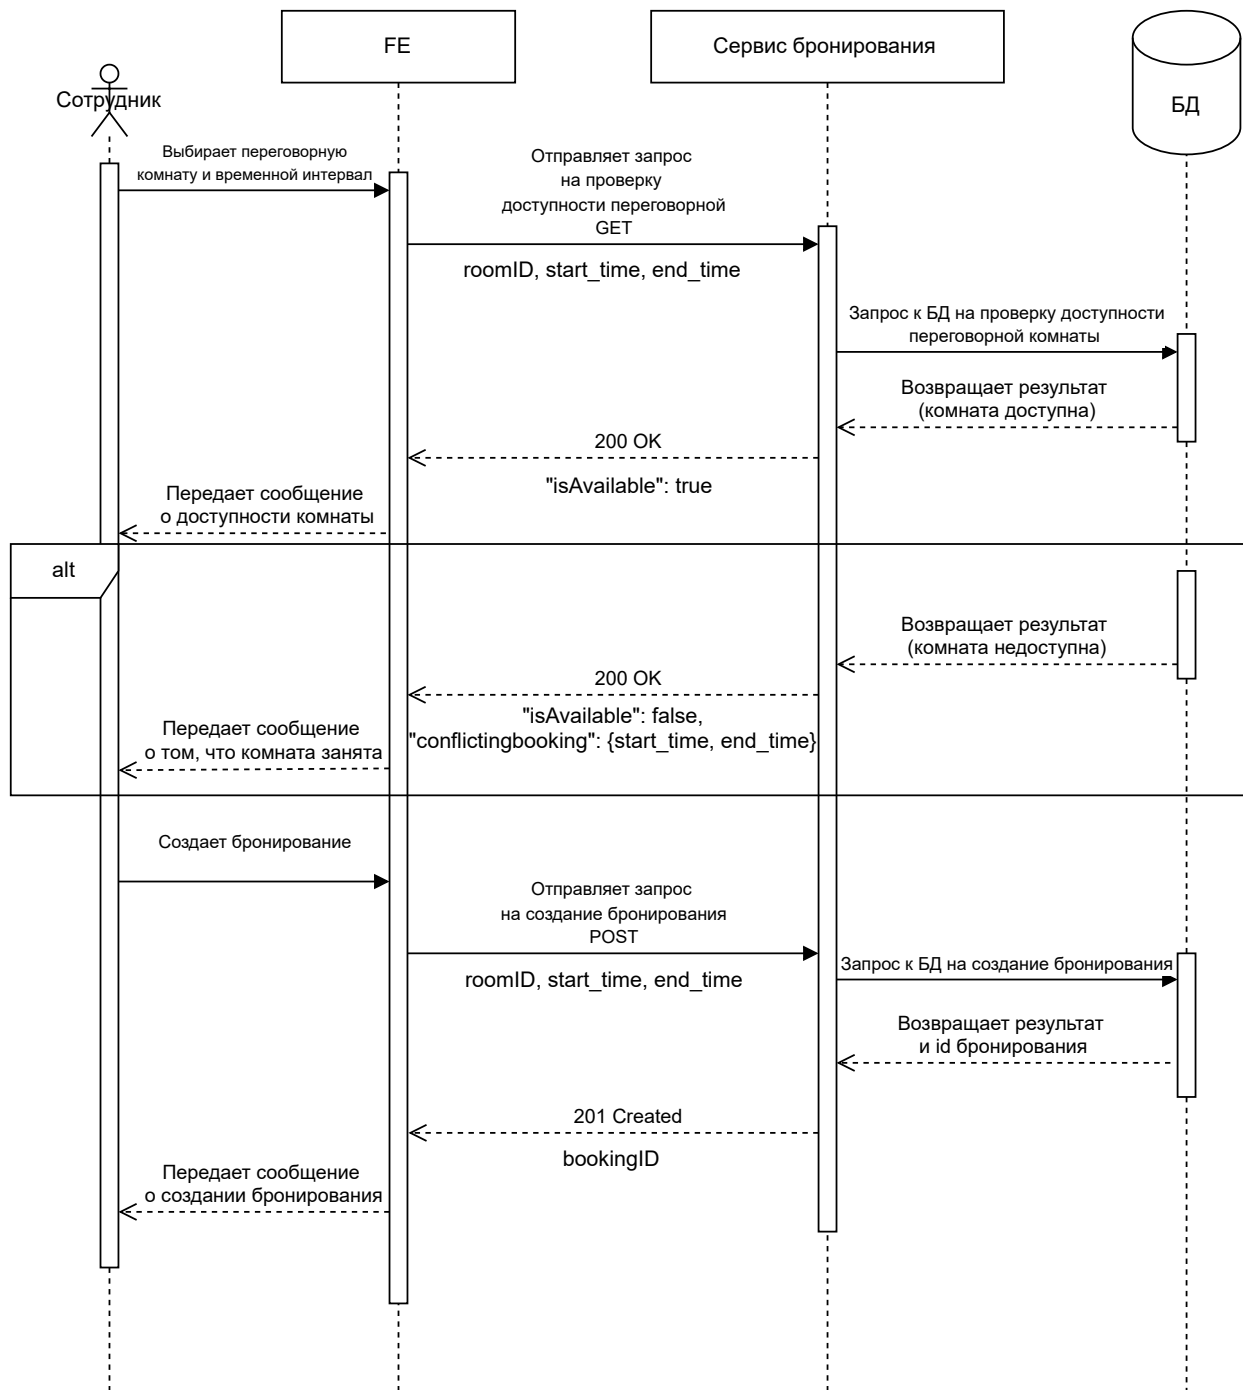 FE
Сервис бронирования
БД
Сотрудник
Выбирает переговорную
комнату и временной интервал
Отправляет запрос
на проверку
доступности переговорной
GET
roomID, start_time, end_time
Запрос к БД на проверку доступности
переговорной комнаты
Возвращает результат
(комната доступна)
200 OK
"isAvailable": true
Передает сообщение
о доступности комнаты
alt
Возвращает результат
(комната недоступна)
200 OK
"isAvailable": false,
"conflictingbooking": {start_time, end_time}
Передает сообщение
о том, что комната занята
Создает бронирование
Отправляет запрос
на создание бронирования
POST
roomID, start_time, end_time
Запрос к БД на создание бронирования
Возвращает результат
и id бронирования
201 Created
bookingID
Передает сообщение
о создании бронирования